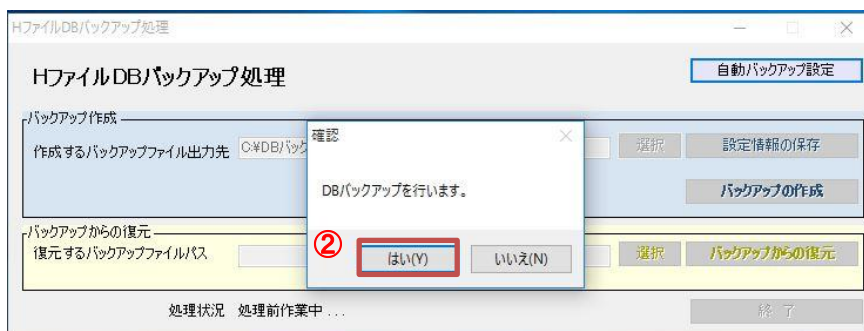 HファイルDBバックアップ処理
HファイルDBバックアップ処理
自動バックアップ設定
バックアップ作成
作成するバックアップファイル出力先 C:¥DBバック
選択
設定情報の保存
バックアップの作成
確認
DBバックアップを行います。
② はい(Y) いいえ(N)
バックアップからの復元
復元するバックアップファイルパス
選択
バックアップからの復元
処理状況 処理前作業中 . . .
終 了